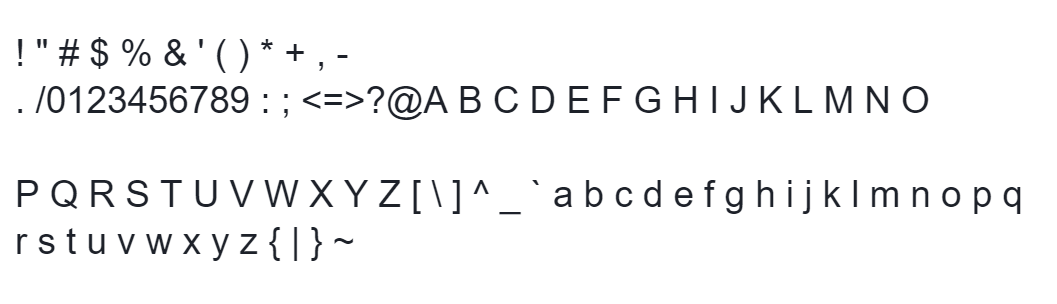 ! " # $ % & ' ( ) * + , -
. /0123456789 : ; <=>?@A B C D E F G H I J K L M N O
P Q R S T U V W X Y Z [ \ ] ^ _ ` a b c d e f g h i j k l m n o p q
r s t u v w x y z { | } ~